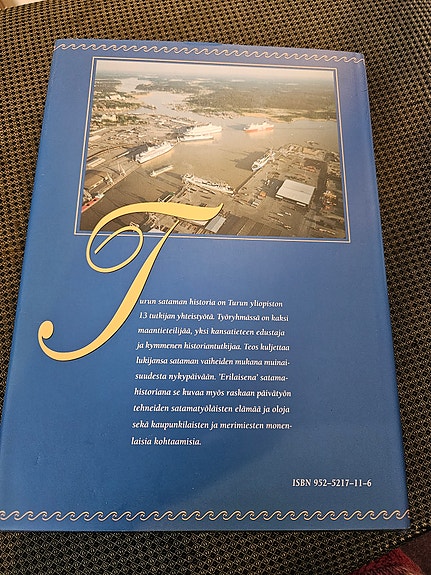 Turun sataman historia on Turun yliopiston
13 tutkijan yhteistyötä. Työryhmässä on kaksi
maantieteilijää, yksi kansatieteen edustaja
ja kymmenen historiantutkijaa. Teos kuljettaa
lukijansa sataman vaiheiden mukana muinai-
suudesta nykypäivään. 'Erilaisena' satama-
historiana se kuvaa myös raskaan päivätyön
tehneiden satamatyöläisten elämää ja oloja
sekä kaupunkilaisten ja merimiesten monen-
laisia kohtaamisia.
ISBN 952-5217-11-6